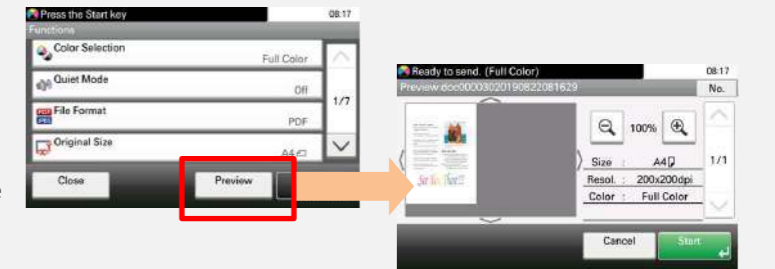 Press the Start key 08:17
Functions
Color Selection
Full Color
Quiet Mode
Off
1/7
File Format
PDF
Original Size
A4
Close Preview
Ready to send. (Full Color) 08:17
Preview:doc00003020190822081629 No.
100%
Size : A4
1/1
Resol. : 200x200dpi
Color : Full Color
Cancel Start